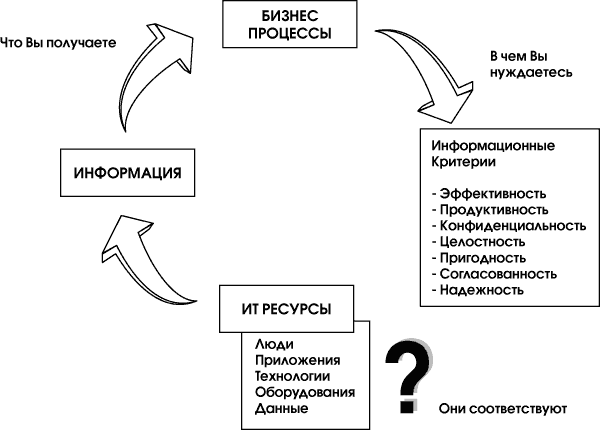 БИЗНЕС
ПРОЦЕССЫ
Что Вы получаете
В чем Вы
нуждаетесь
Информационные
Критерии
- Эффективность
- Продуктивность
- Конфиденциальность
- Целостность
- Пригодность
- Согласованность
- Надежность
ИНФОРМАЦИЯ
ИТ РЕСУРСЫ
Люди
Приложения
Технологии
Оборудования
Данные
?
Они соответствуют